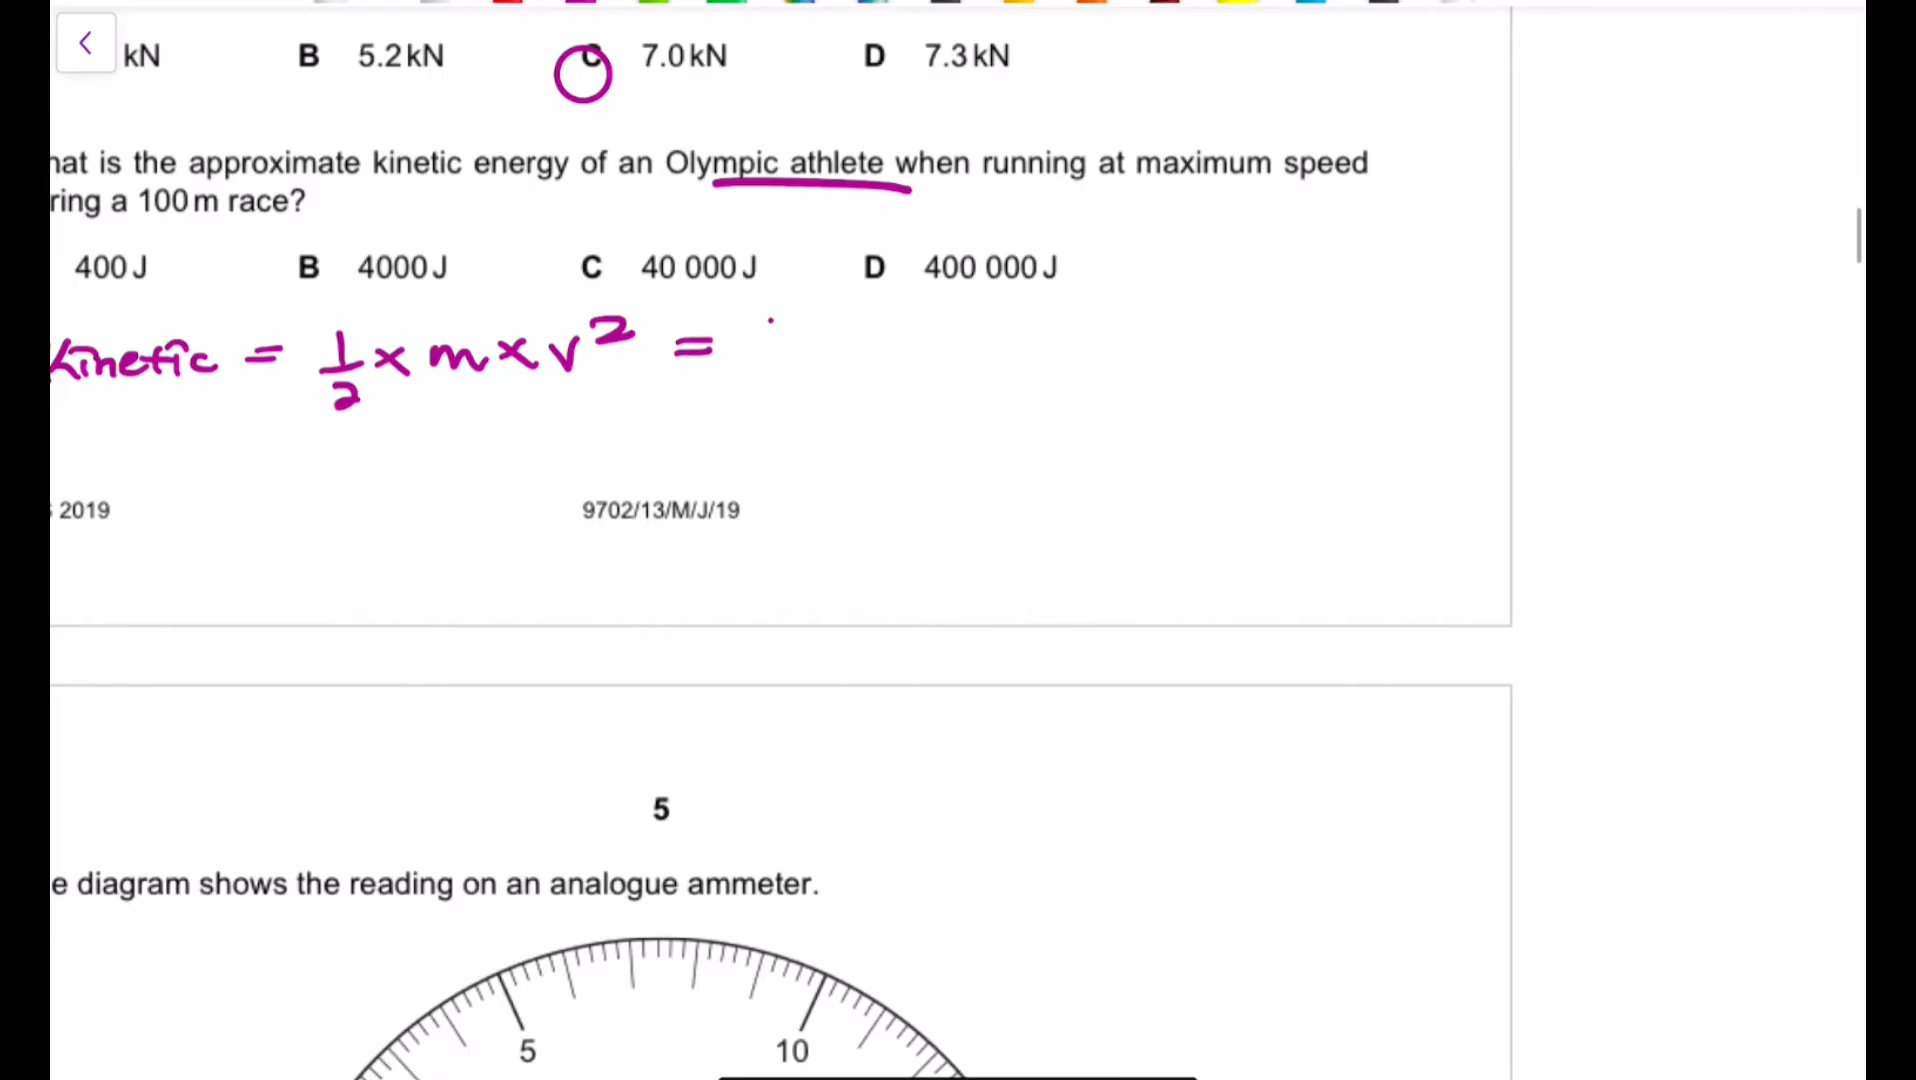 kN B 5.2 kN C 7.0 kN D 7.3 kN
hat is the approximate kinetic energy of an Olympic athlete when running at maximum speed
ring a 100 m race?
400 J B 4000 J C 40 000 J D 400 000 J
kinetic = 1/2 × m × v² =
2019 9702/13/M/J/19
5
e diagram shows the reading on an analogue ammeter.
5 10